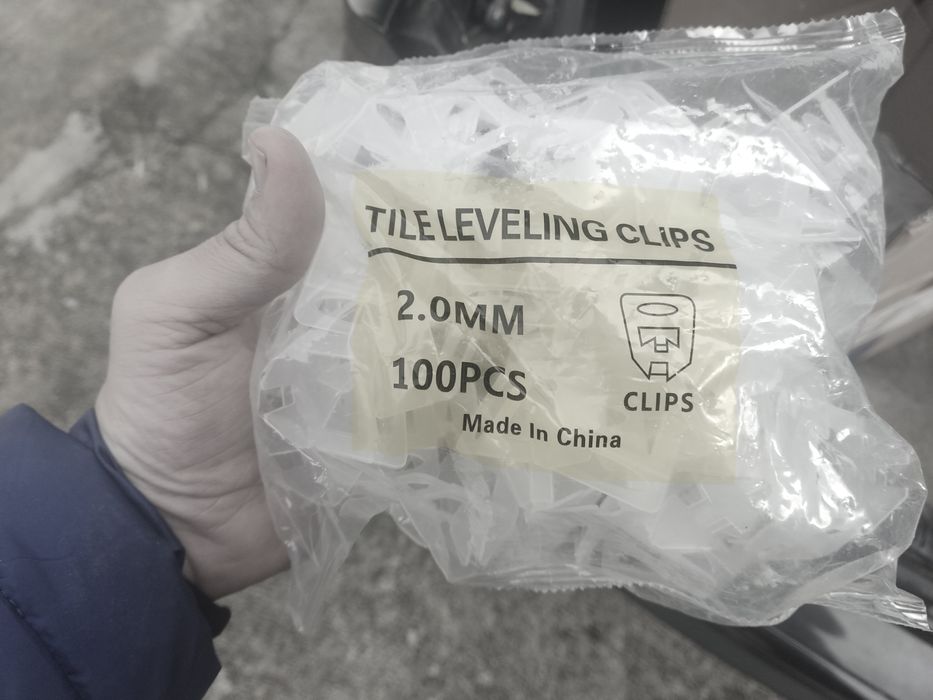 TILE LEVELING CLiPS
2.0MM
100PCS
CLIPS
Made In China